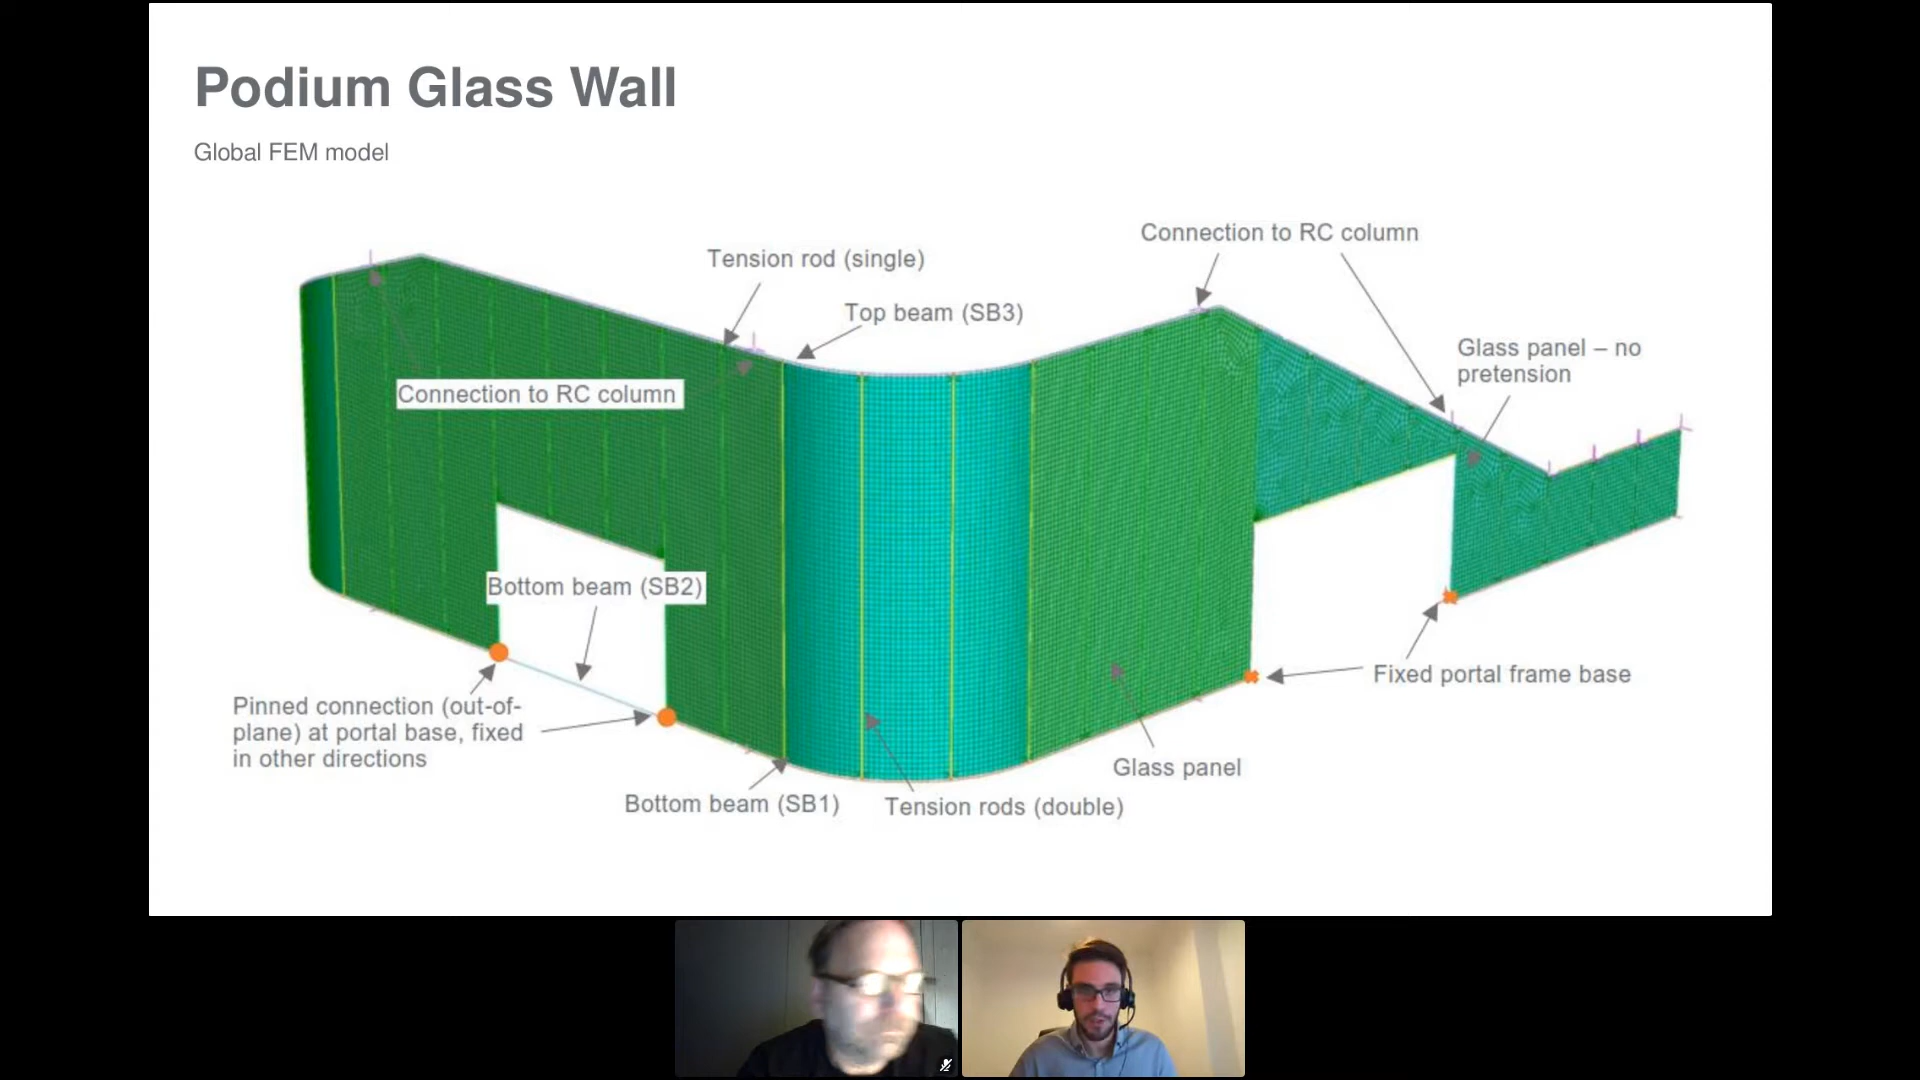 Podium Glass Wall
Global FEM model
Connection to RC column
Tension rod (single)
Top beam (SB3)
Glass panel – no
pretension
Connection to RC column
Bottom beam (SB2)
Fixed portal frame base
Pinned connection (out-of-
plane) at portal base, fixed
in other directions
Glass panel
Bottom beam (SB1)
Tension rods (double)